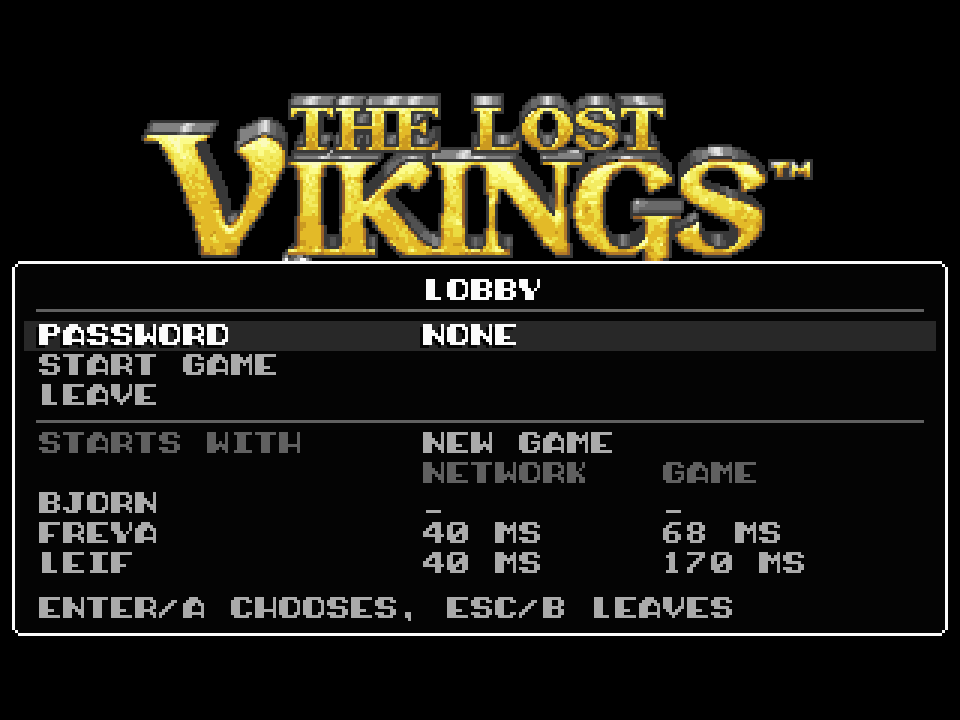 THE LOST
VIKINGS™
LOBBY
PASSWORD NONE
START GAME
LEAVE
STARTS WITH NEW GAME
NETWORK GAME
BJORN _ _
FREYA 40 MS 68 MS
LEIF 40 MS 170 MS
ENTER/A CHOOSES, ESC/B LEAVES